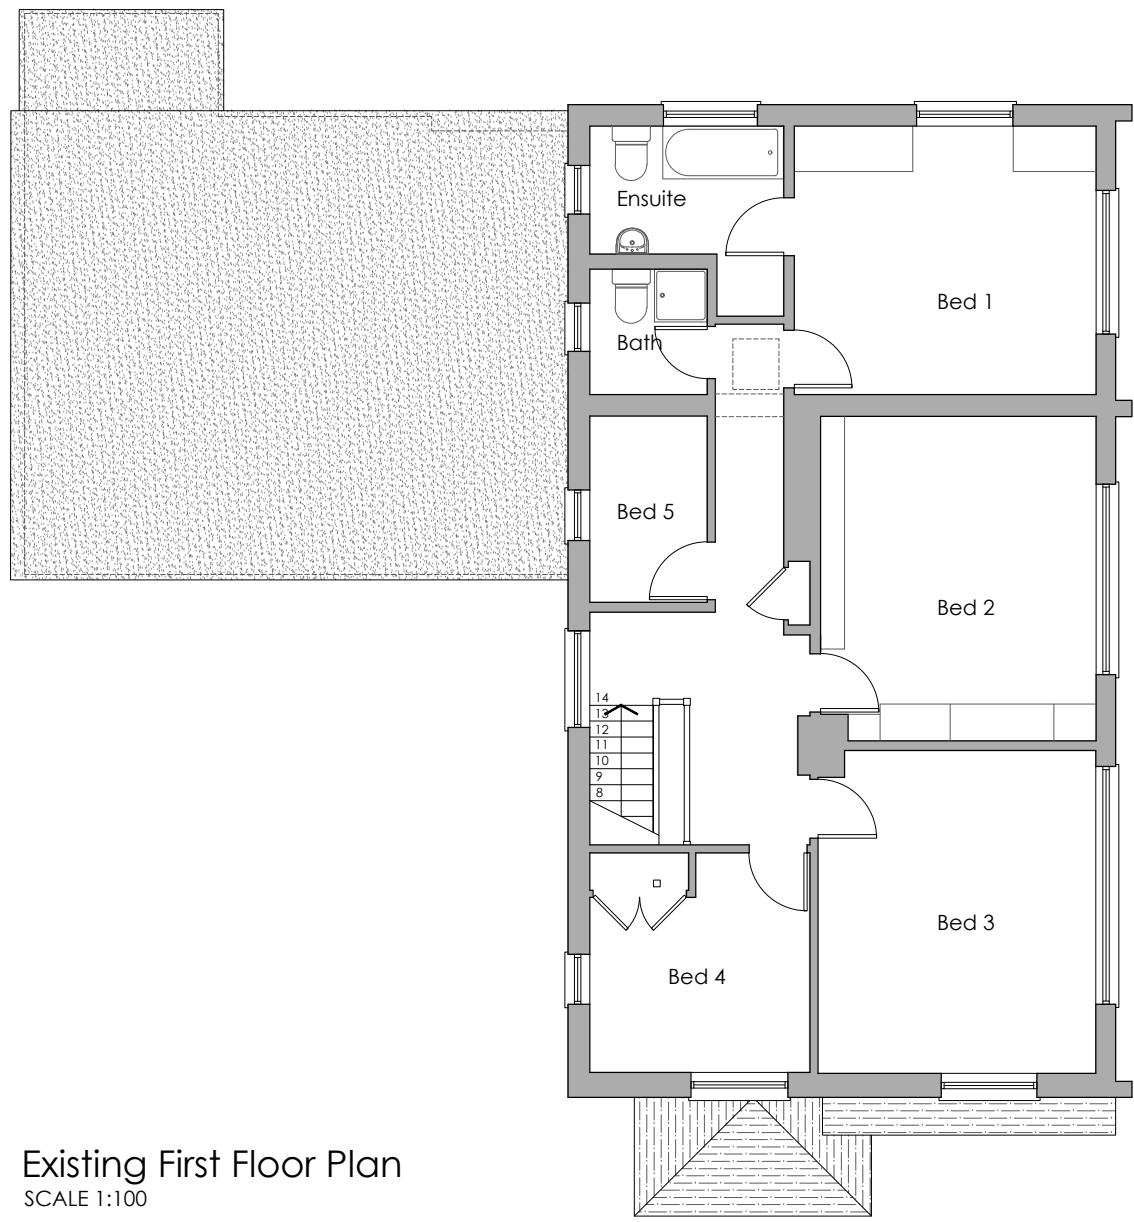 Ensuite
Bed 1
Bath
Bed 5
Bed 2
14
13
12
11
10
9
8
Bed 3
Bed 4
Existing First Floor Plan
SCALE 1:100